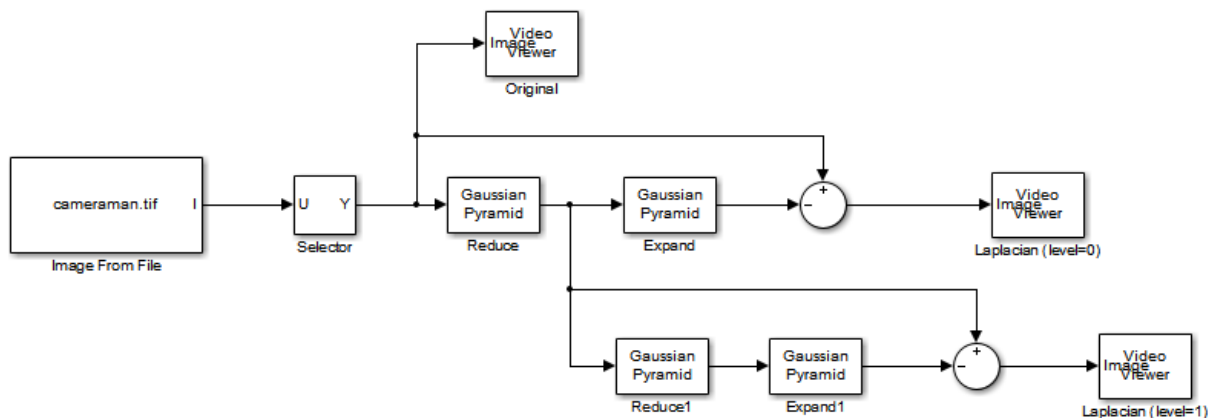 Video
Image
Viewer
Original
cameraman.tif I
Image From File
U Y
Selector
Gaussian
Pyramid
Reduce
Gaussian
Pyramid
Expand
+
−
Video
Image
Viewer
Laplacian (level=0)
Gaussian
Pyramid
Reduce1
Gaussian
Pyramid
Expand1
+
−
Video
Image
Viewer
Laplacian (level=1)